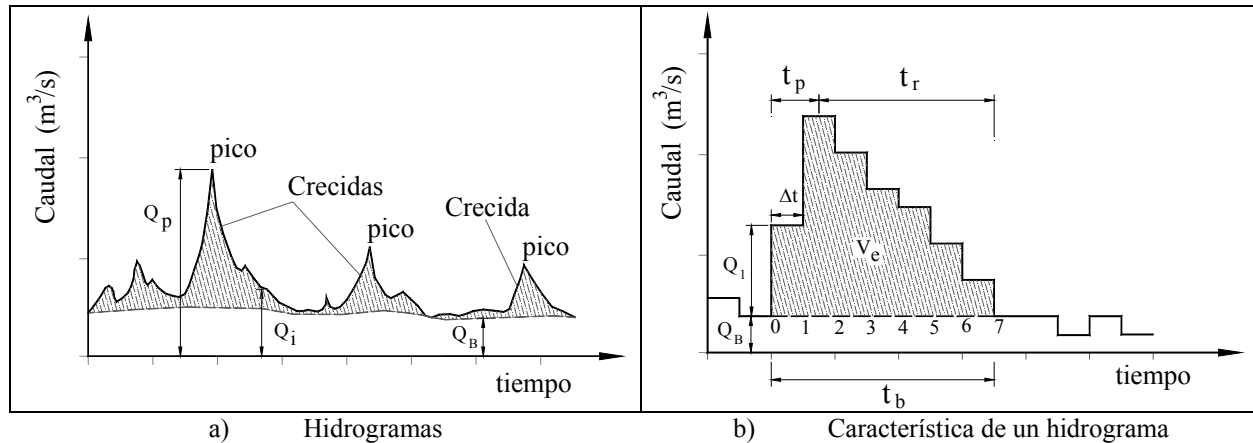 Caudal (m³/s)
pico
Q_p
Crecidas
pico
Crecida
pico
Q_i
Q_B
tiempo
a) Hidrogramas
Caudal (m³/s)
t_p
t_r
Δt
Q_1
V_e
Q_B
0 1 2 3 4 5 6 7
tiempo
t_b
b) Característica de un hidrograma